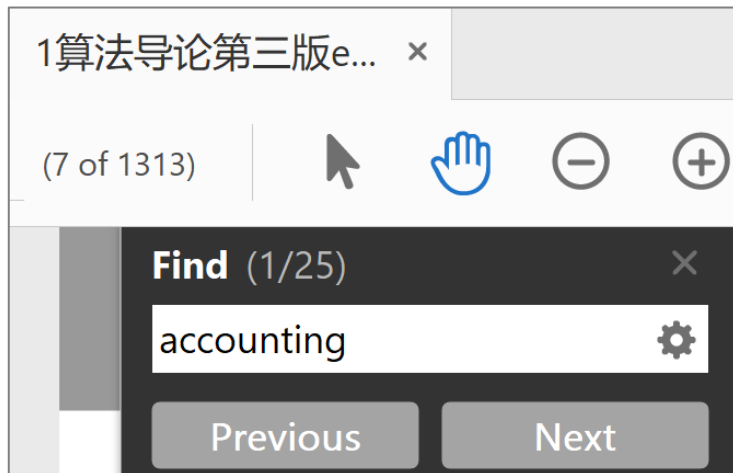 1算法导论第三版e...
(7 of 1313)
Find (1/25)
accounting
Previous Next